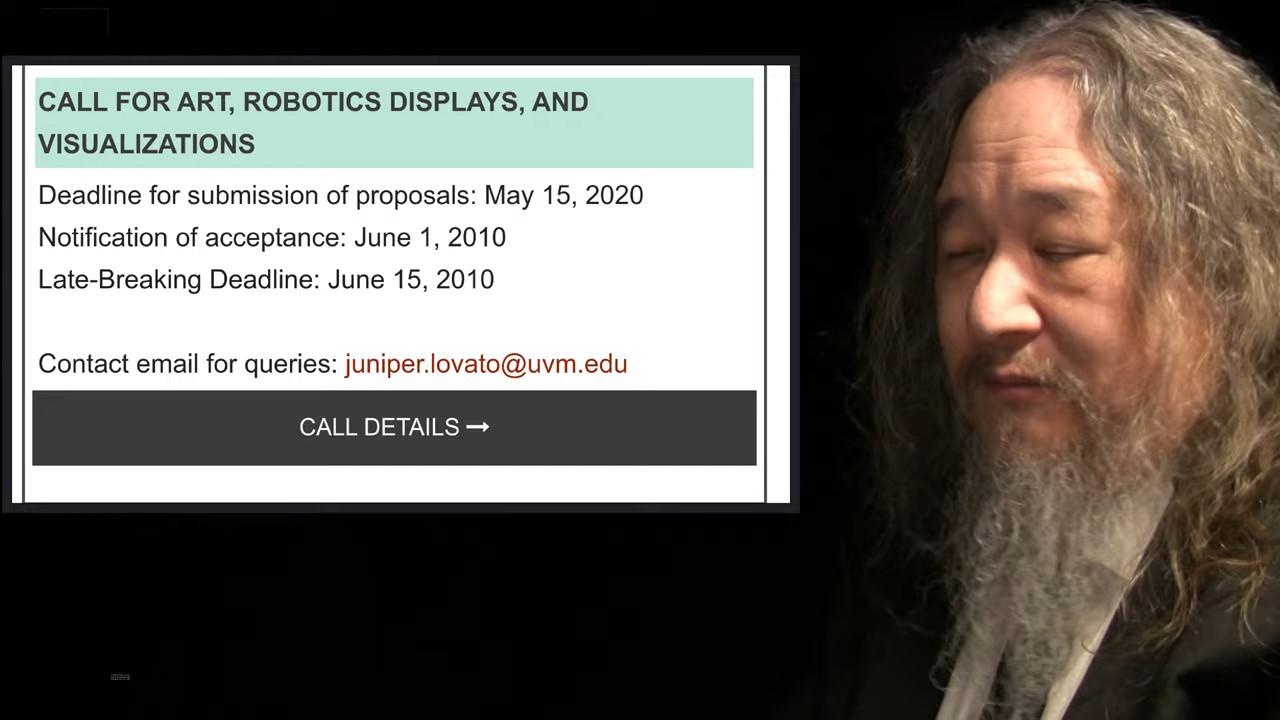 CALL FOR ART, ROBOTICS DISPLAYS, AND
VISUALIZATIONS
Deadline for submission of proposals: May 15, 2020
Notification of acceptance: June 1, 2010
Late-Breaking Deadline: June 15, 2010
Contact email for queries: juniper.lovato@uvm.edu
CALL DETAILS →